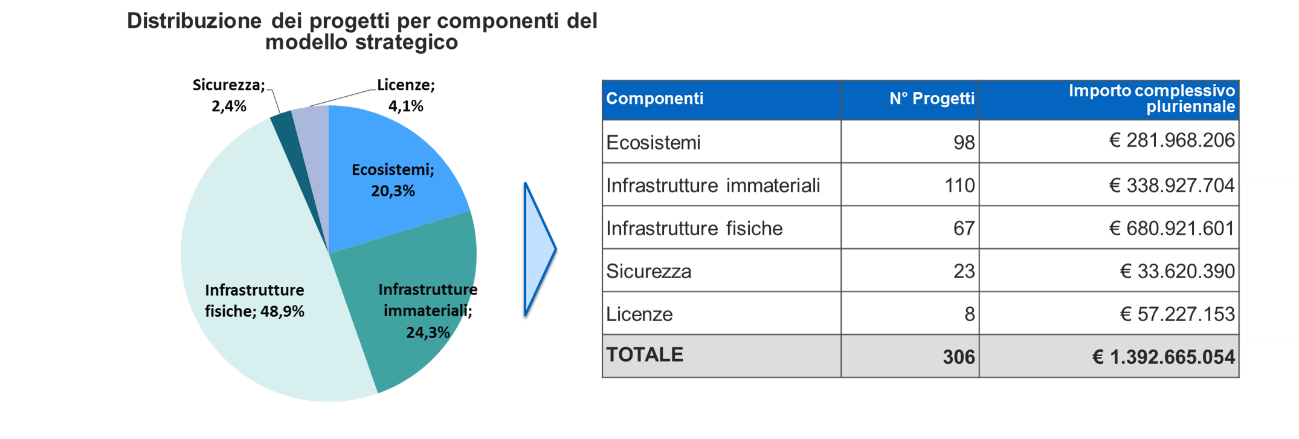 Distribuzione dei progetti per componenti del
modello strategico
Sicurezza;
2,4%
Licenze;
4,1%
Ecosistemi;
20,3%
Infrastrutture
immateriali;
24,3%
Infrastrutture
fisiche; 48,9%
Componenti N° Progetti Importo complessivo
pluriennale
Ecosistemi 98 € 281.968.206
Infrastrutture immateriali 110 € 338.927.704
Infrastrutture fisiche 67 € 680.921.601
Sicurezza 23 € 33.620.390
Licenze 8 € 57.227.153
TOTALE 306 € 1.392.665.054